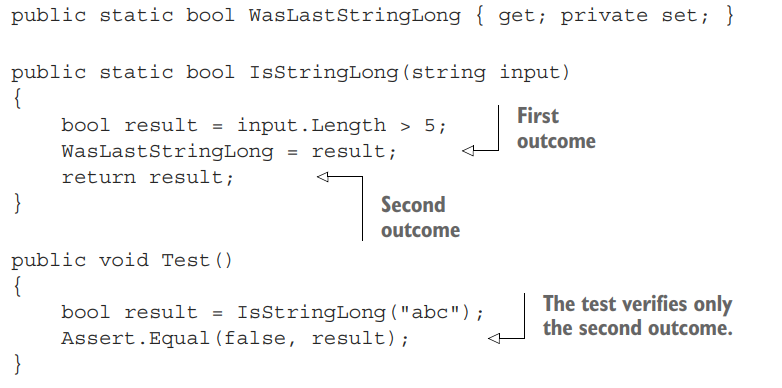 public static bool WasLastStringLong { get; private set; }
public static bool IsStringLong(string input)
{
    bool result = input.Length > 5;
    WasLastStringLong = result;
    return result;
}
First
outcome
Second
outcome
public void Test()
{
    bool result = IsStringLong("abc");
    Assert.Equal(false, result);
}
The test verifies only
the second outcome.